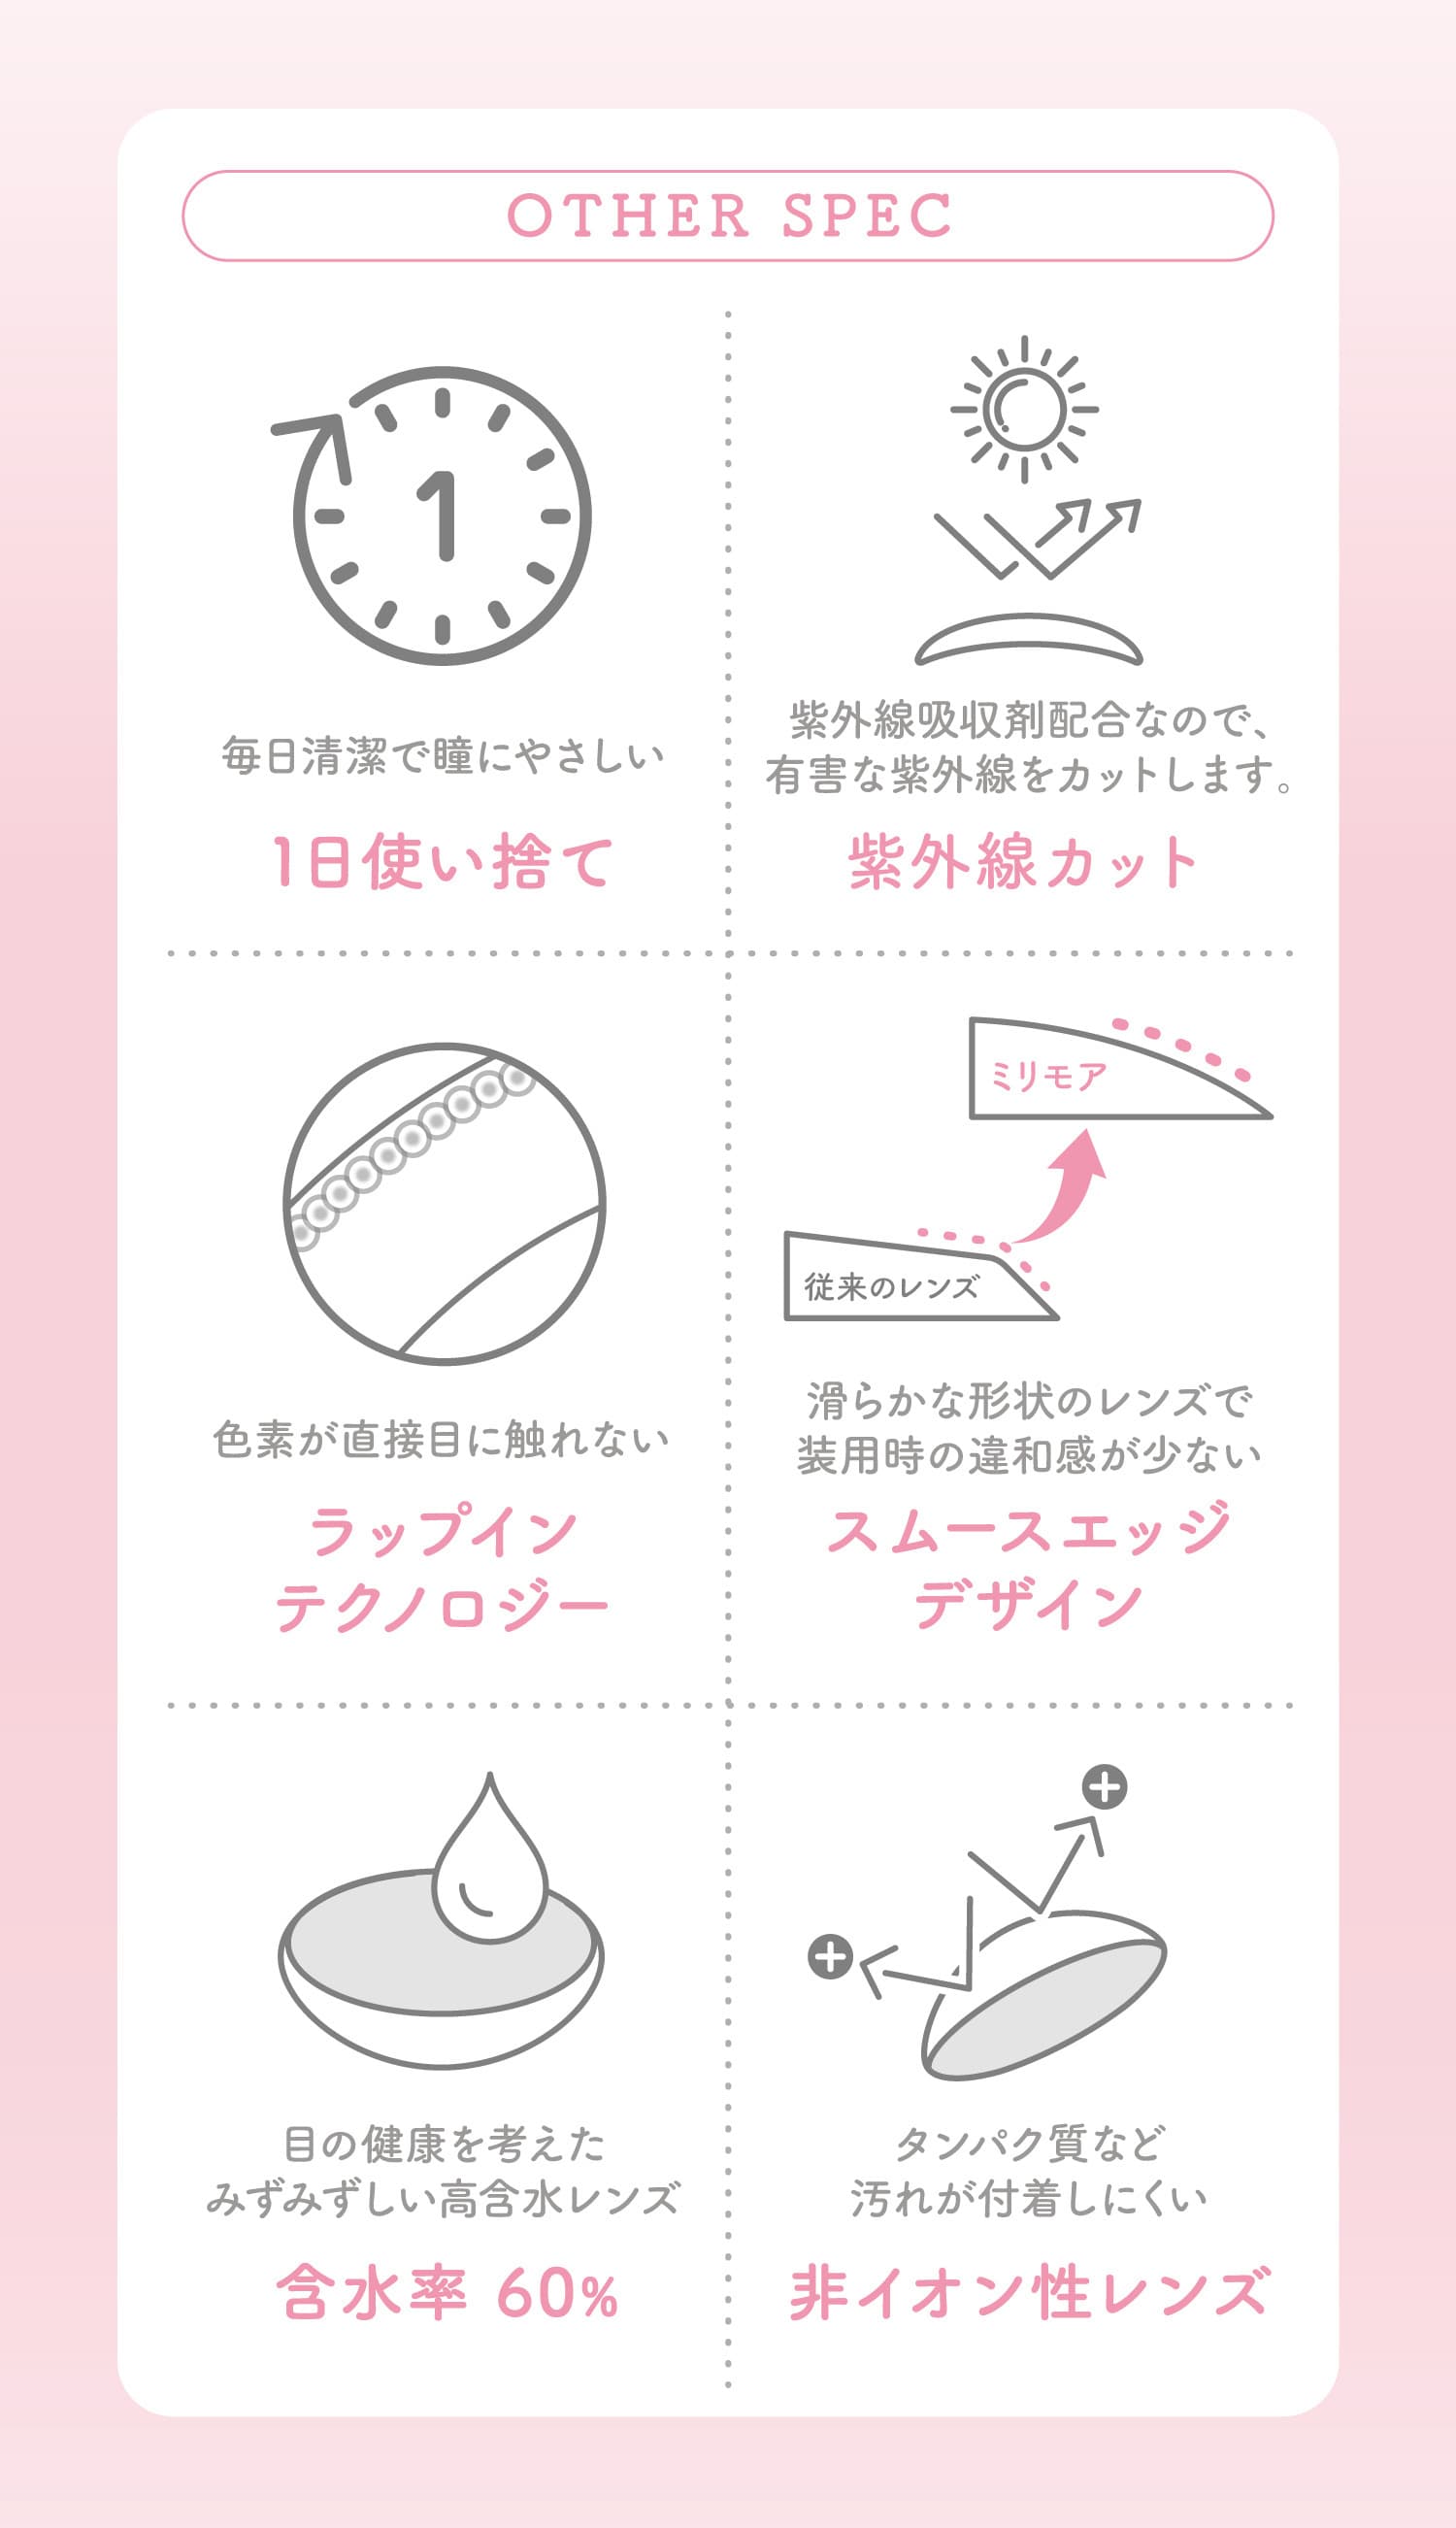 OTHER SPEC
1
毎日清潔で瞳にやさしい
1日使い捨て
紫外線吸収剤配合なので、
有害な紫外線をカットします。
紫外線カット
色素が直接目に触れない
ラップイン
テクノロジー
ミリモア
従来のレンズ
滑らかな形状のレンズで
装用時の違和感が少ない
スムースエッジ
デザイン
目の健康を考えた
みずみずしい高含水レンズ
含水率 60%
タンパク質など
汚れが付着しにくい
非イオン性レンズ